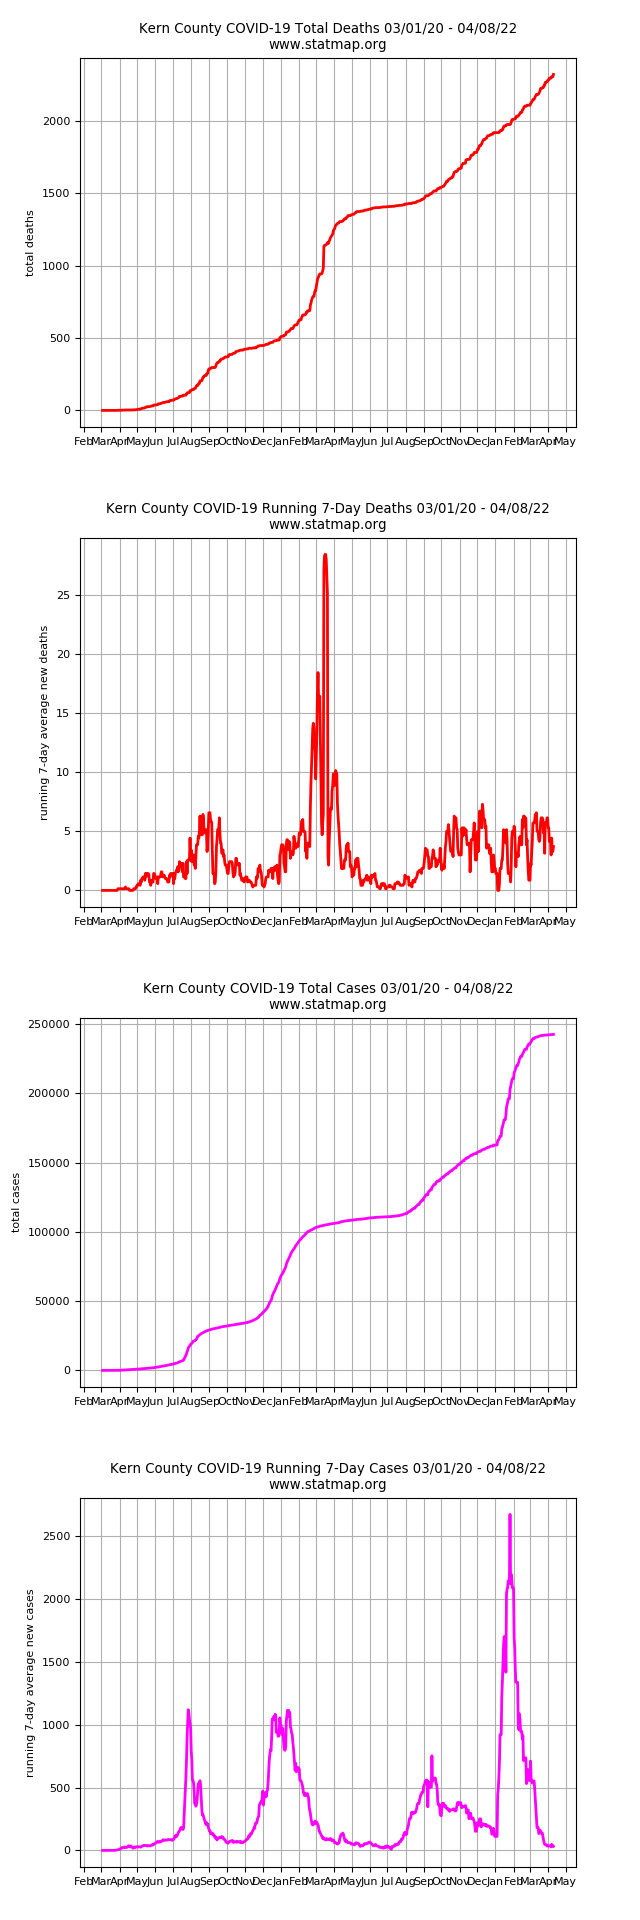 Kern County COVID-19 Total Deaths 03/01/20 - 04/08/22
www.statmap.org
2000
1500
1000
500
0
total deaths
Feb Mar Apr May Jun Jul Aug Sep Oct Nov Dec Jan Feb Mar Apr May Jun Jul Aug Sep Oct Nov Dec Jan Feb Mar Apr May
Kern County COVID-19 Running 7-Day Deaths 03/01/20 - 04/08/22
www.statmap.org
25
20
15
10
5
0
running 7-day average new deaths
Feb Mar Apr May Jun Jul Aug Sep Oct Nov Dec Jan Feb Mar Apr May Jun Jul Aug Sep Oct Nov Dec Jan Feb Mar Apr May
Kern County COVID-19 Total Cases 03/01/20 - 04/08/22
www.statmap.org
250000
200000
150000
100000
50000
0
total cases
Feb Mar Apr May Jun Jul Aug Sep Oct Nov Dec Jan Feb Mar Apr May Jun Jul Aug Sep Oct Nov Dec Jan Feb Mar Apr May
Kern County COVID-19 Running 7-Day Cases 03/01/20 - 04/08/22
www.statmap.org
2500
2000
1500
1000
500
0
running 7-day average new cases
Feb Mar Apr May Jun Jul Aug Sep Oct Nov Dec Jan Feb Mar Apr May Jun Jul Aug Sep Oct Nov Dec Jan Feb Mar Apr May